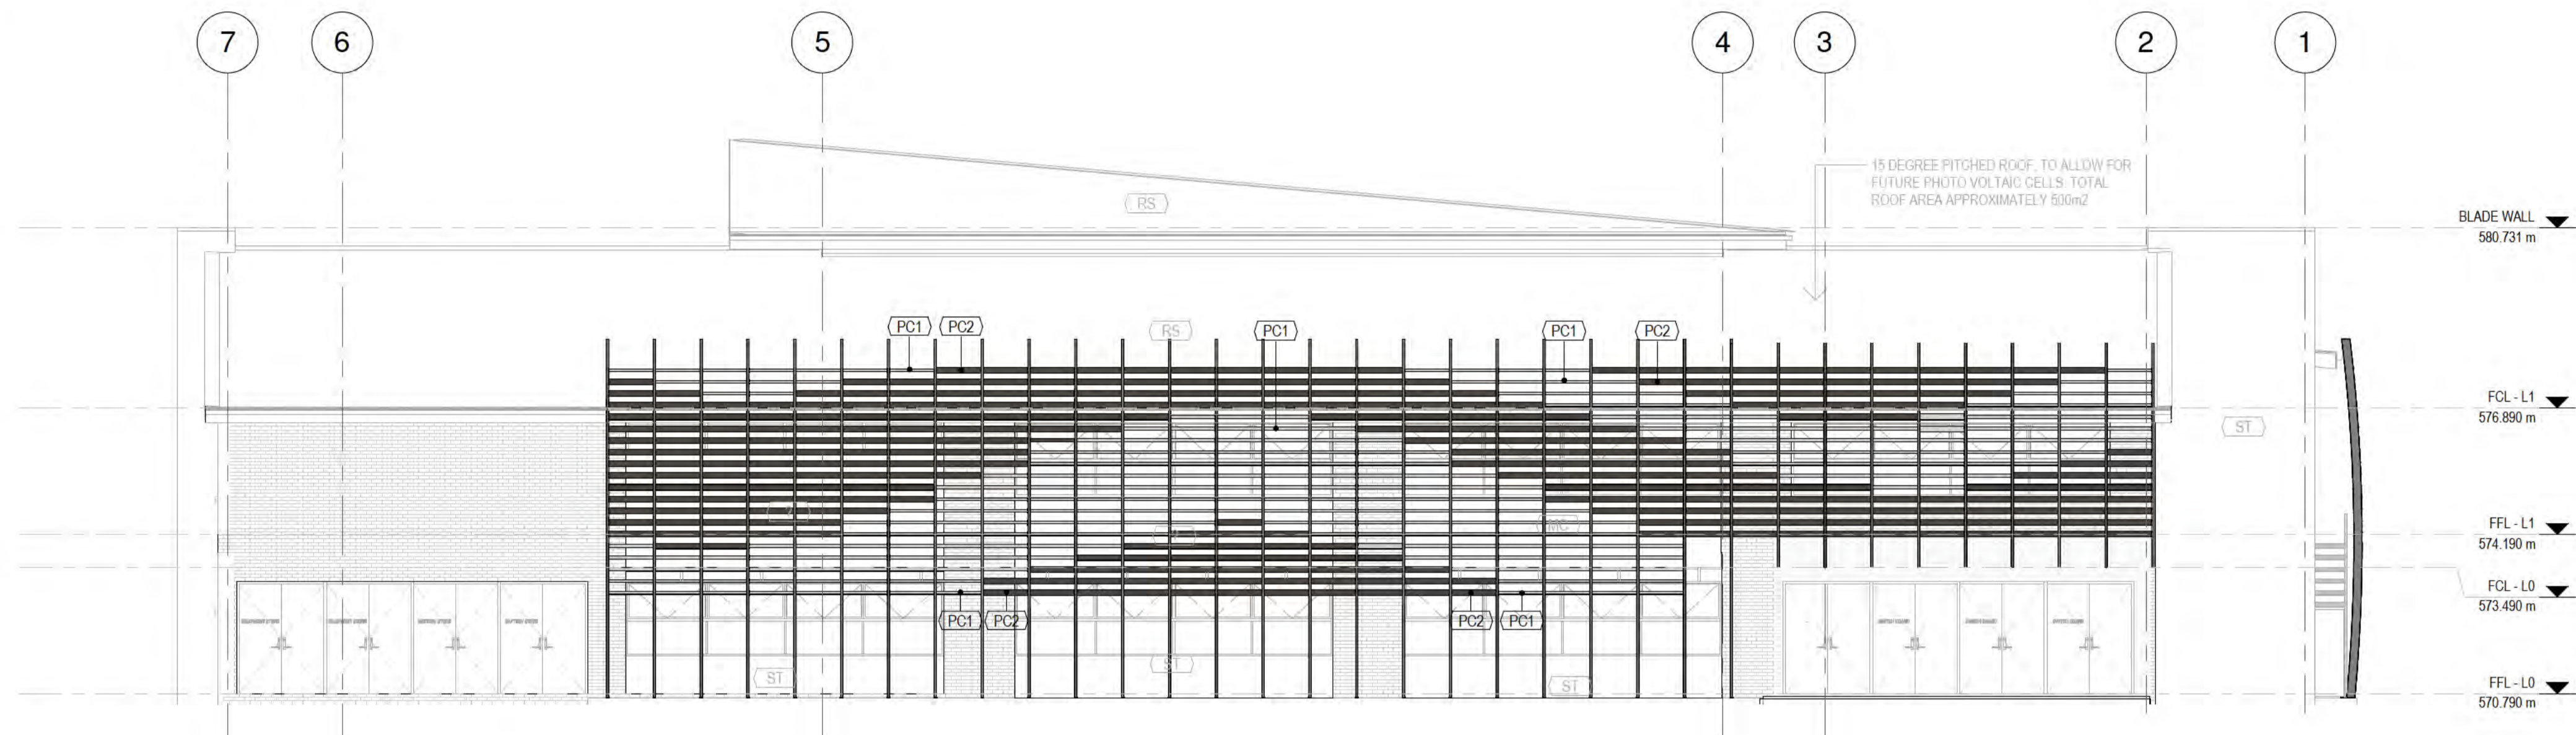 7
6
5
4
3
2
1
15 DEGREE PITCHED ROOF, TO ALLOW FOR
FUTURE PHOTO VOLTAIC CELLS. TOTAL
ROOF AREA APPROXIMATELY 500m2
RS
BLADE WALL
580.731 m
PC1
PC2
RS
PC1
PC1
PC2
FCL - L1
576.890 m
ST
MC
FFL - L1
574.190 m
FCL - L0
573.490 m
PC1
PC2
PC2
PC1
ST
ST
ST
FFL - L0
570.790 m